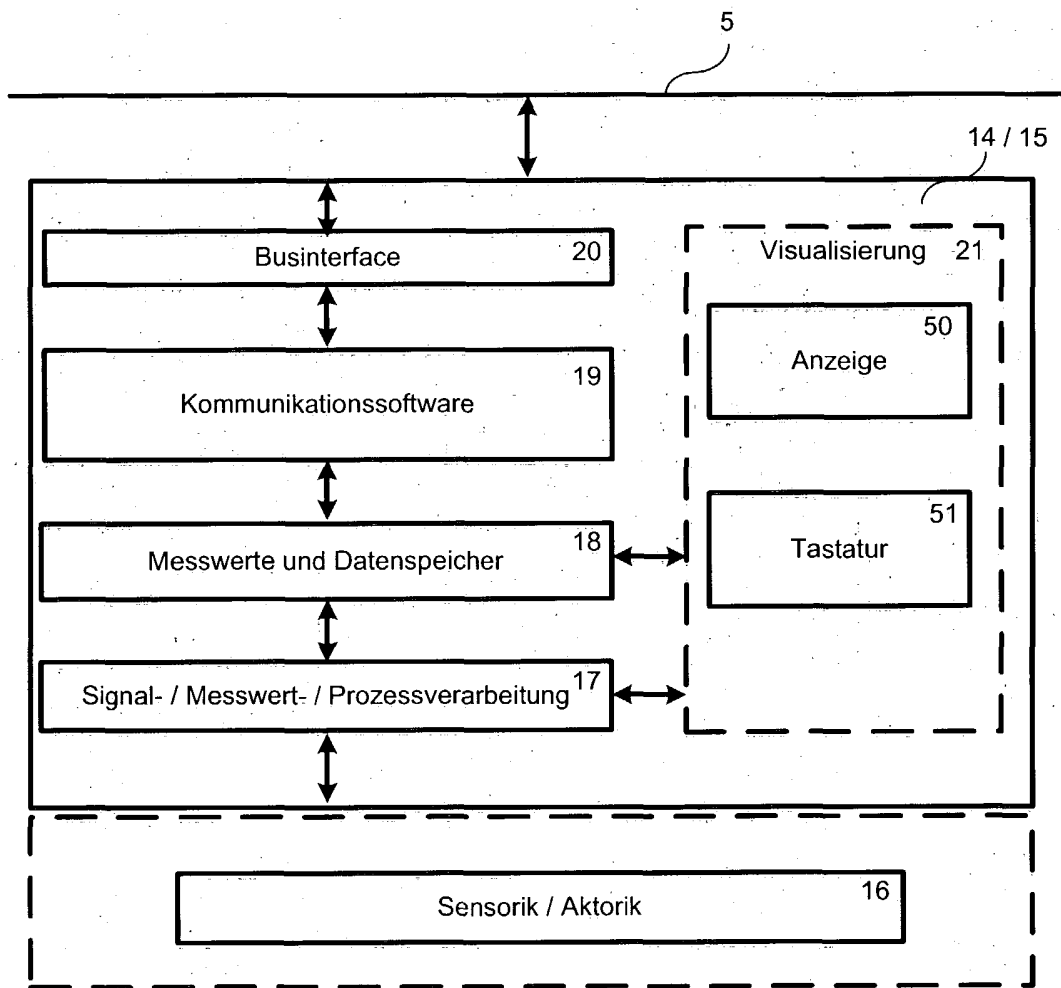 5
14 / 15
Businterface 20
Visualisierung 21
50
Anzeige
19
Kommunikationssoftware
51
Tastatur
18
Messwerte und Datenspeicher
17
Signal- / Messwert- / Prozessverarbeitung
16
Sensorik / Aktorik